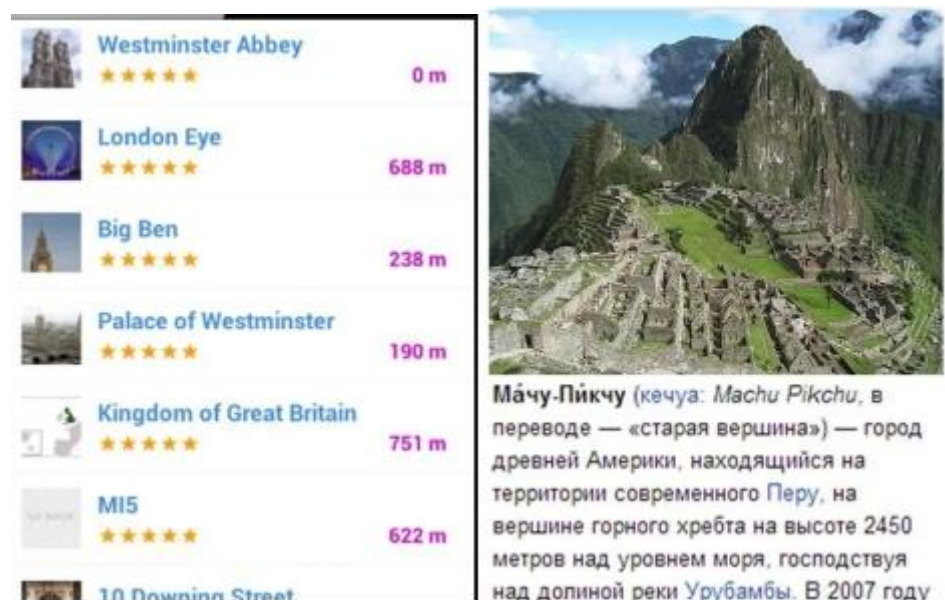 Westminster Abbey
0 m
London Eye
688 m
Big Ben
238 m
Palace of Westminster
190 m
Kingdom of Great Britain
751 m
MI5
622 m
10 Downing Street
Ма́чу-Пи́кчу (кечуа: Machu Pikchu, в
переводе — «старая вершина») — город
древней Америки, находящийся на
территории современного Перу, на
вершине горного хребта на высоте 2450
метров над уровнем моря, господствуя
над долиной реки Урубамбы. В 2007 году